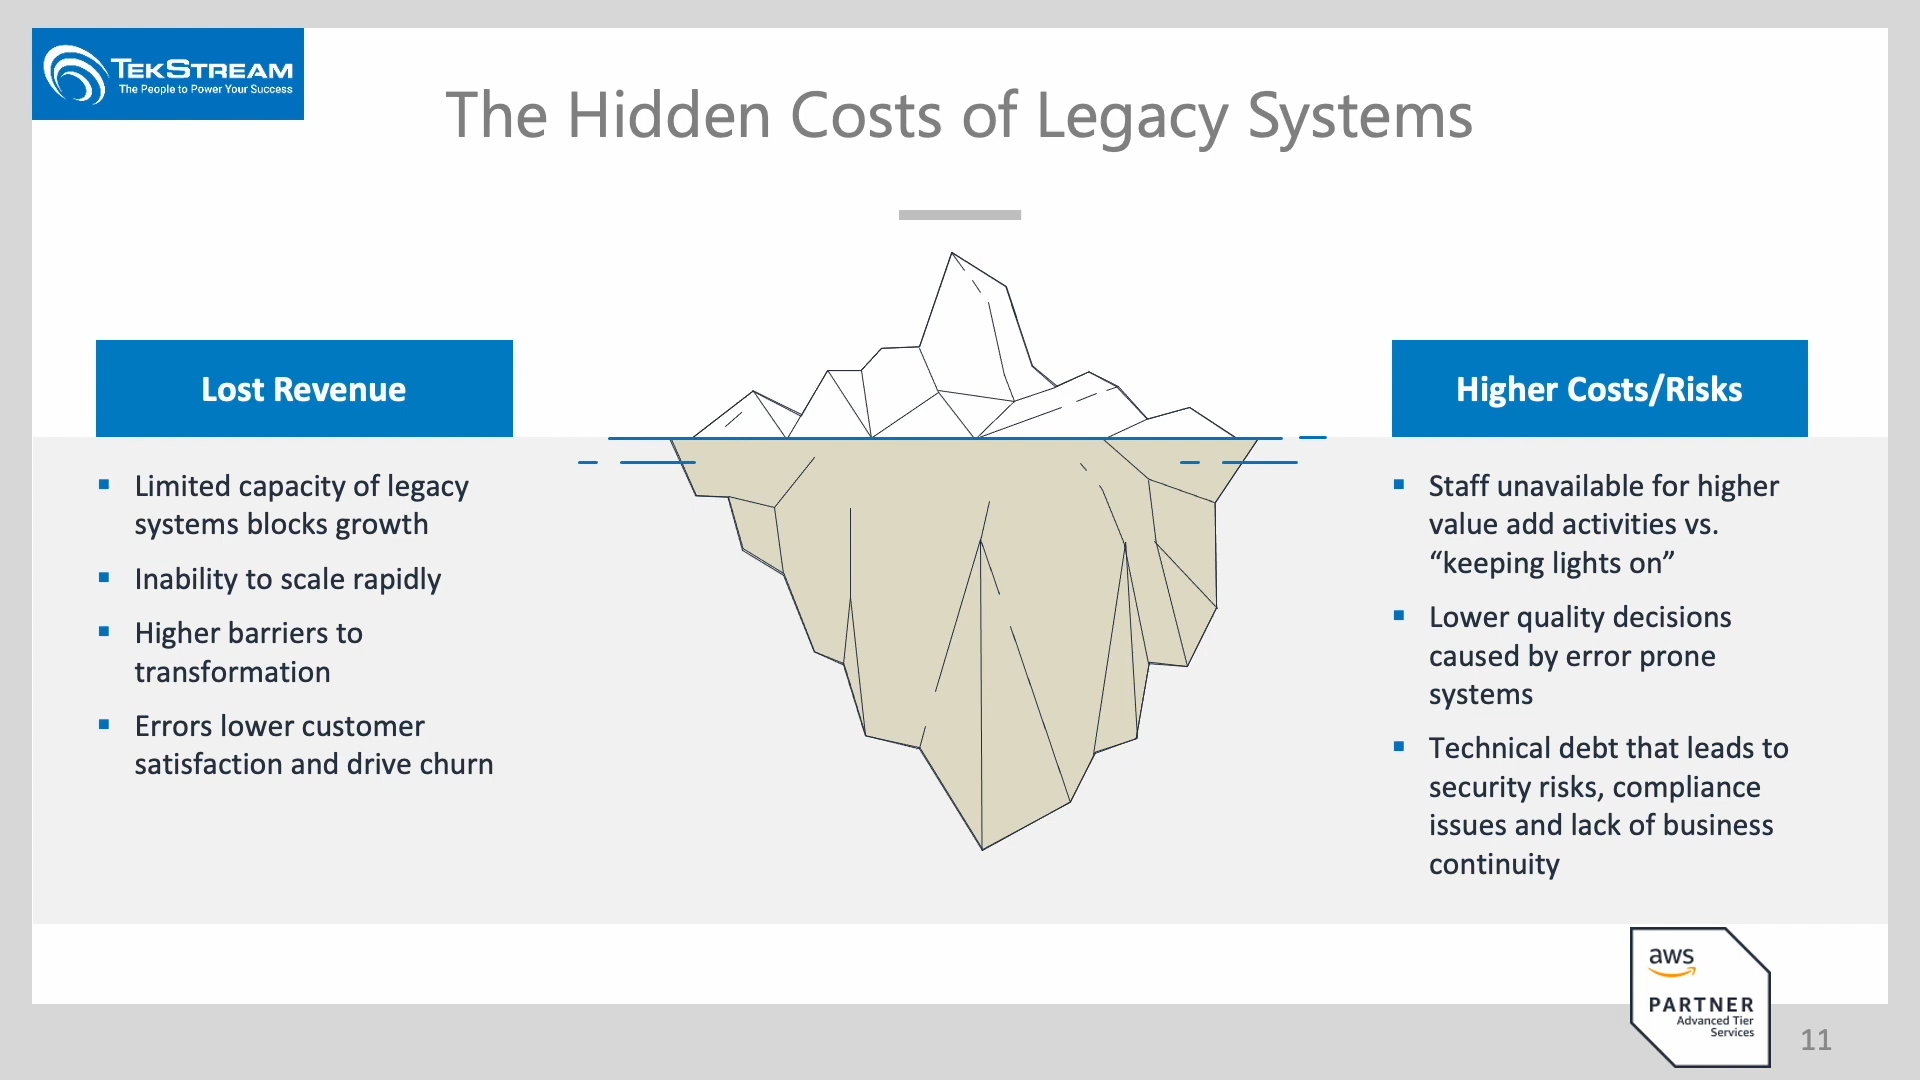 TEKSTREAM
The People to Power Your Success
The Hidden Costs of Legacy Systems
Lost Revenue
Limited capacity of legacy
systems blocks growth
Inability to scale rapidly
Higher barriers to
transformation
Errors lower customer
satisfaction and drive churn
Higher Costs/Risks
Staff unavailable for higher
value add activities vs.
“keeping lights on”
Lower quality decisions
caused by error prone
systems
Technical debt that leads to
security risks, compliance
issues and lack of business
continuity
aws
PARTNER
Advanced Tier
Services
11